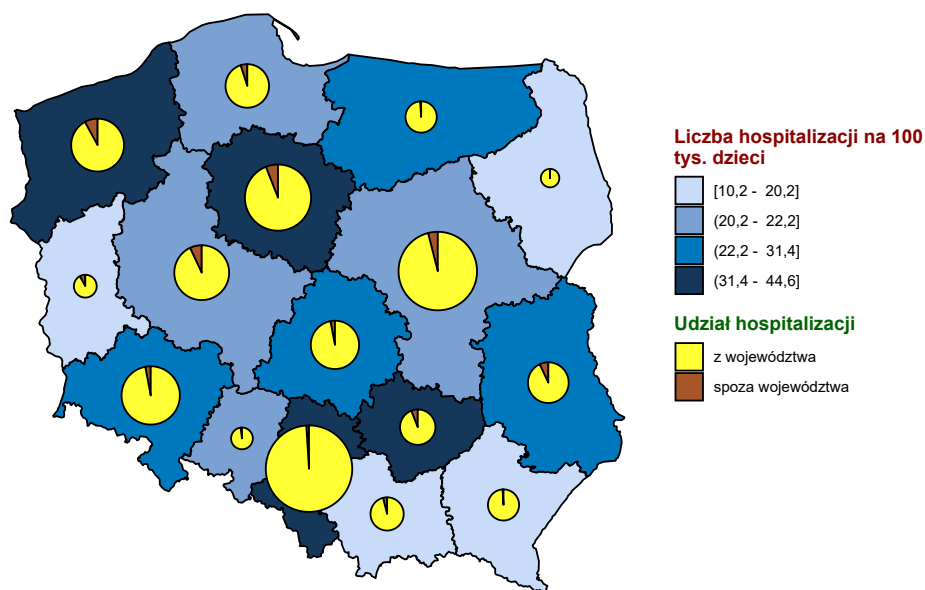 Liczba hospitalizacji na 100
tys. dzieci
[10,2 - 20,2]
(20,2 - 22,2]
(22,2 - 31,4]
(31,4 - 44,6]
Udział hospitalizacji
z województwa
spoza województwa